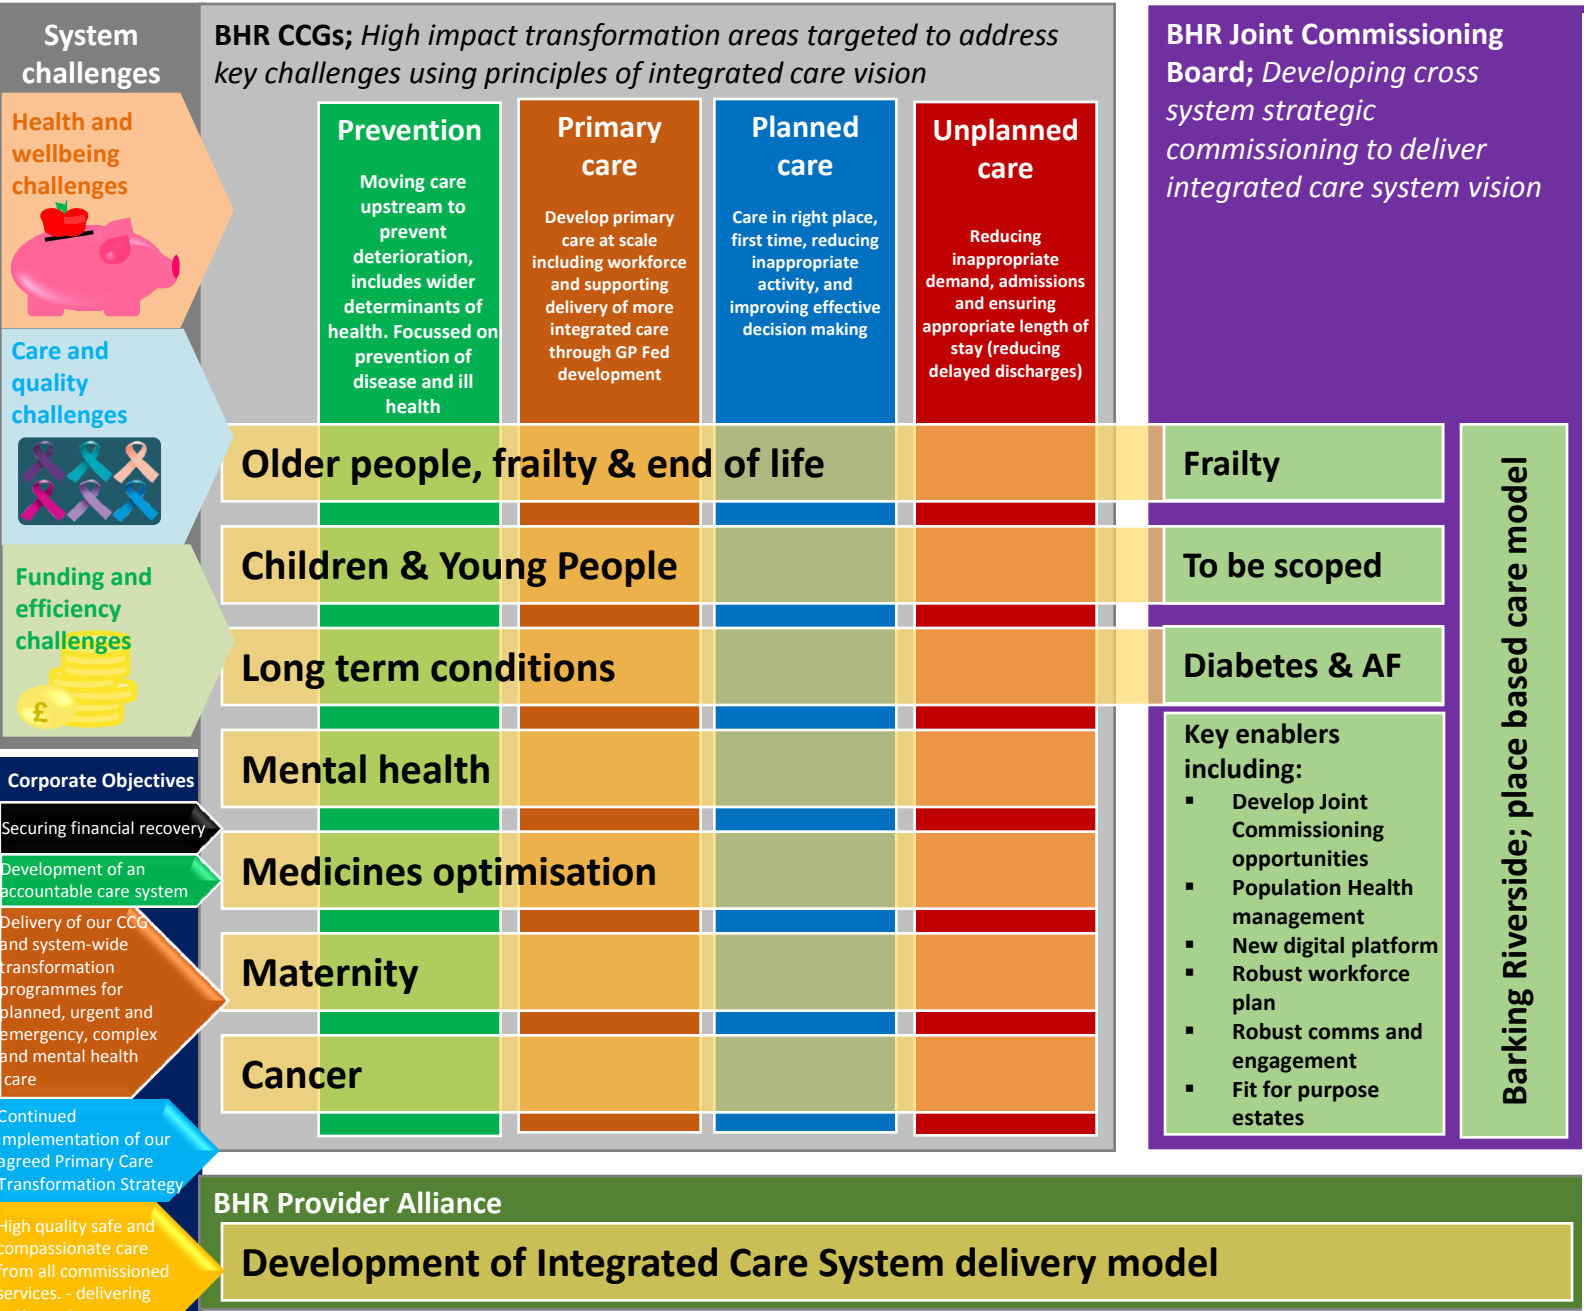 System
challenges
Health and
wellbeing
challenges
Care and
quality
challenges
Funding and
efficiency
challenges
£
Corporate Objectives
Securing financial recovery
Development of an
accountable care system
Delivery of our CCG
and system-wide
transformation
programmes for
planned, urgent and
emergency, complex
and mental health
care
Continued
implementation of our
agreed Primary Care
Transformation Strategy
High quality safe and
compassionate care
from all commissioned
services. - delivering
BHR CCGs; High impact transformation areas targeted to address
key challenges using principles of integrated care vision
Prevention
Moving care
upstream to
prevent
deterioration,
includes wider
determinants of
health. Focussed on
prevention of
disease and ill
health
Primary
care
Develop primary
care at scale
including workforce
and supporting
delivery of more
integrated care
through GP Fed
development
Planned
care
Care in right place,
first time, reducing
inappropriate
activity, and
improving effective
decision making
Unplanned
care
Reducing
inappropriate
demand, admissions
and ensuring
appropriate length of
stay (reducing
delayed discharges)
Older people, frailty & end of life
Children & Young People
Long term conditions
Mental health
Medicines optimisation
Maternity
Cancer
BHR Joint Commissioning
Board; Developing cross
system strategic
commissioning to deliver
integrated care system vision
Frailty
To be scoped
Diabetes & AF
Key enablers
including:
▪ Develop Joint
Commissioning
opportunities
▪ Population Health
management
▪ New digital platform
▪ Robust workforce
plan
▪ Robust comms and
engagement
▪ Fit for purpose
estates
Barking Riverside; place based care model
BHR Provider Alliance
Development of Integrated Care System delivery model